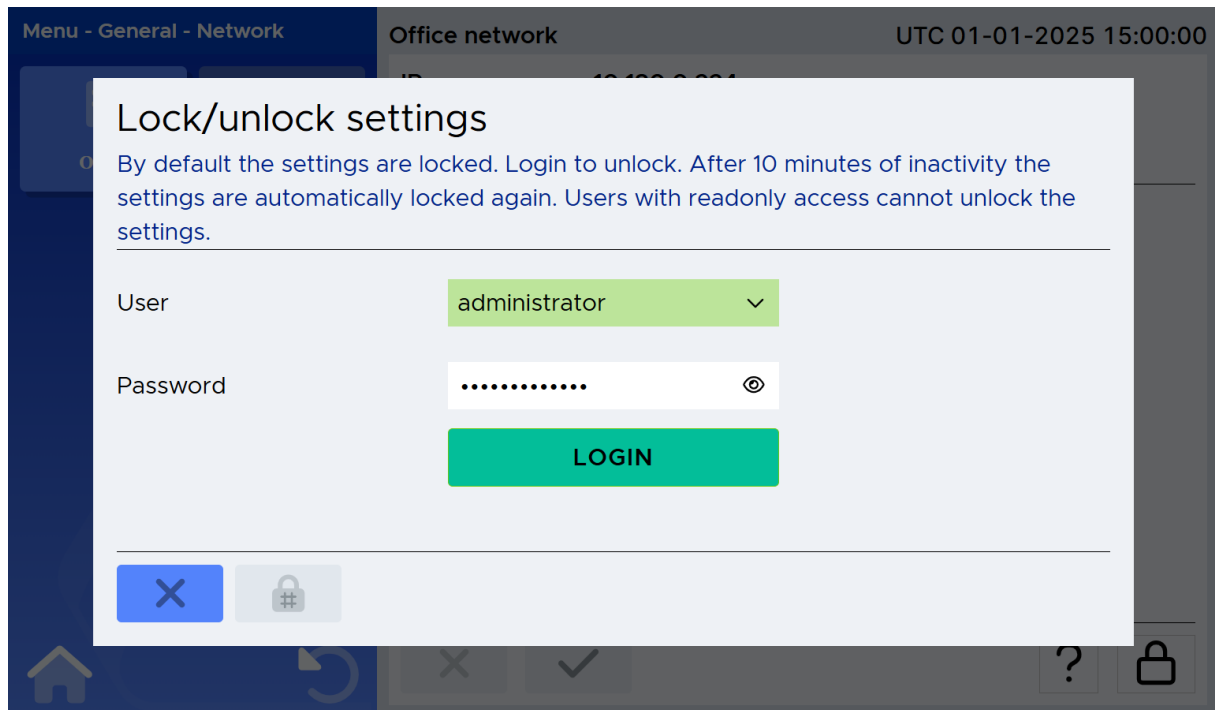 Menu - General - Network
Office network
UTC 01-01-2025 15:00:00
Lock/unlock settings
By default the settings are locked. Login to unlock. After 10 minutes of inactivity the
settings are automatically locked again. Users with readonly access cannot unlock the
settings.
User
administrator
Password
•••••••••••••
LOGIN
#
?